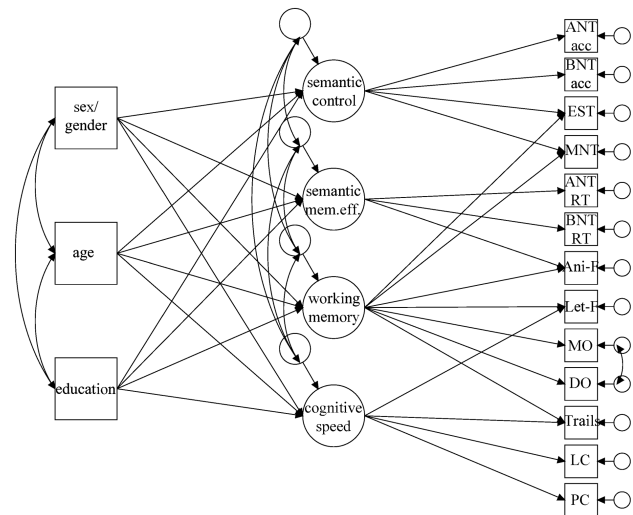 sex/
gender
age
education
semantic
control
semantic
mem.eff.
working
memory
cognitive
speed
ANT
acc
BNT
acc
EST
MNT
ANT
RT
BNT
RT
Ani-F
Let-F
MO
DO
Trails
LC
PC